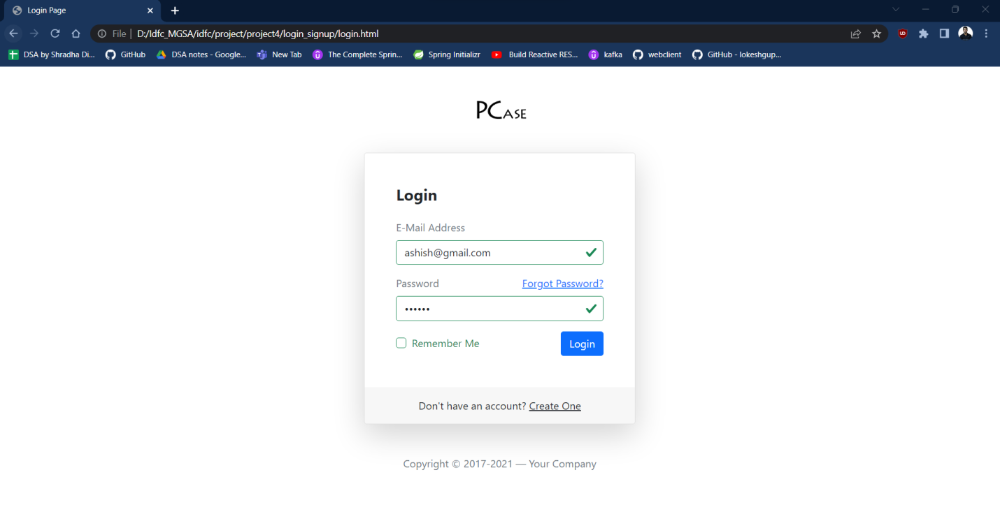 Login Page
File | D:/Idfc_MGSA/idfc/project/project4/login_signup/login.html
DSA by Shradha Di... GitHub DSA notes - Google... New Tab The Complete Sprin... Spring Initializr Build Reactive RES... kafka webclient GitHub - lokeshgup...
PCASE
Login
E-Mail Address
ashish@gmail.com
Password Forgot Password?
••••••
Remember Me Login
Don't have an account? Create One
Copyright © 2017-2021 — Your Company